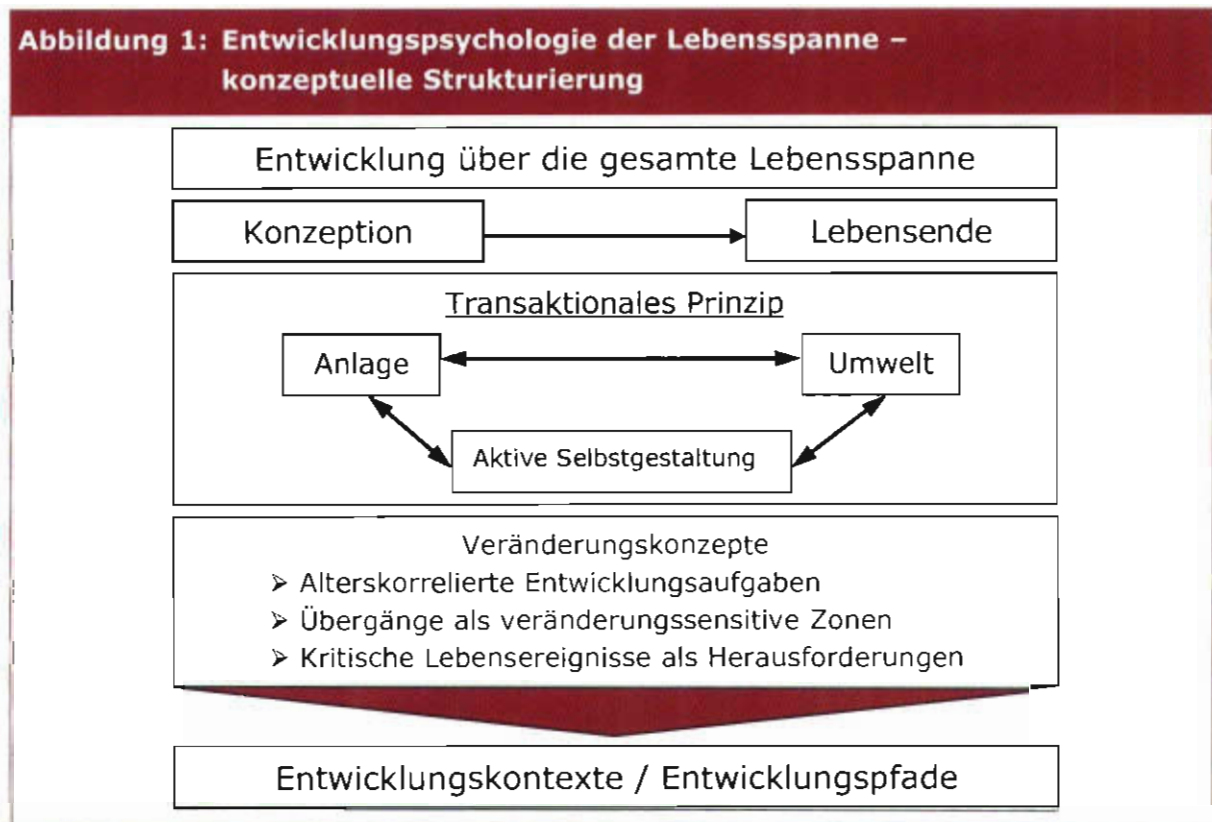 Abbildung 1: Entwicklungspsychologie der Lebensspanne –
konzeptuelle Strukturierung
Entwicklung über die gesamte Lebensspanne
Konzeption
Lebensende
Transaktionales Prinzip
Anlage
Umwelt
Aktive Selbstgestaltung
Veränderungskonzepte
➢ Alterskorrelierte Entwicklungsaufgaben
➢ Übergänge als veränderungssensitive Zonen
➢ Kritische Lebensereignisse als Herausforderungen
Entwicklungskontexte / Entwicklungspfade